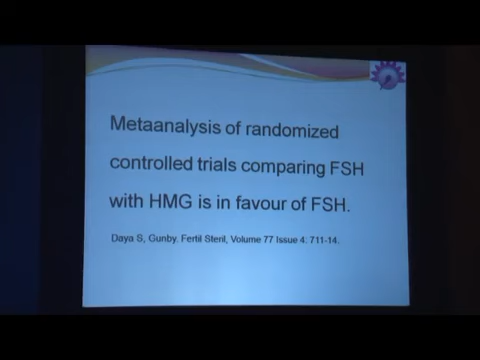 Metaanalysis of randomized
controlled trials comparing FSH
with HMG is in favour of FSH.
Daya S, Gunby. Fertil Steril, Volume 77 Issue 4: 711-14.